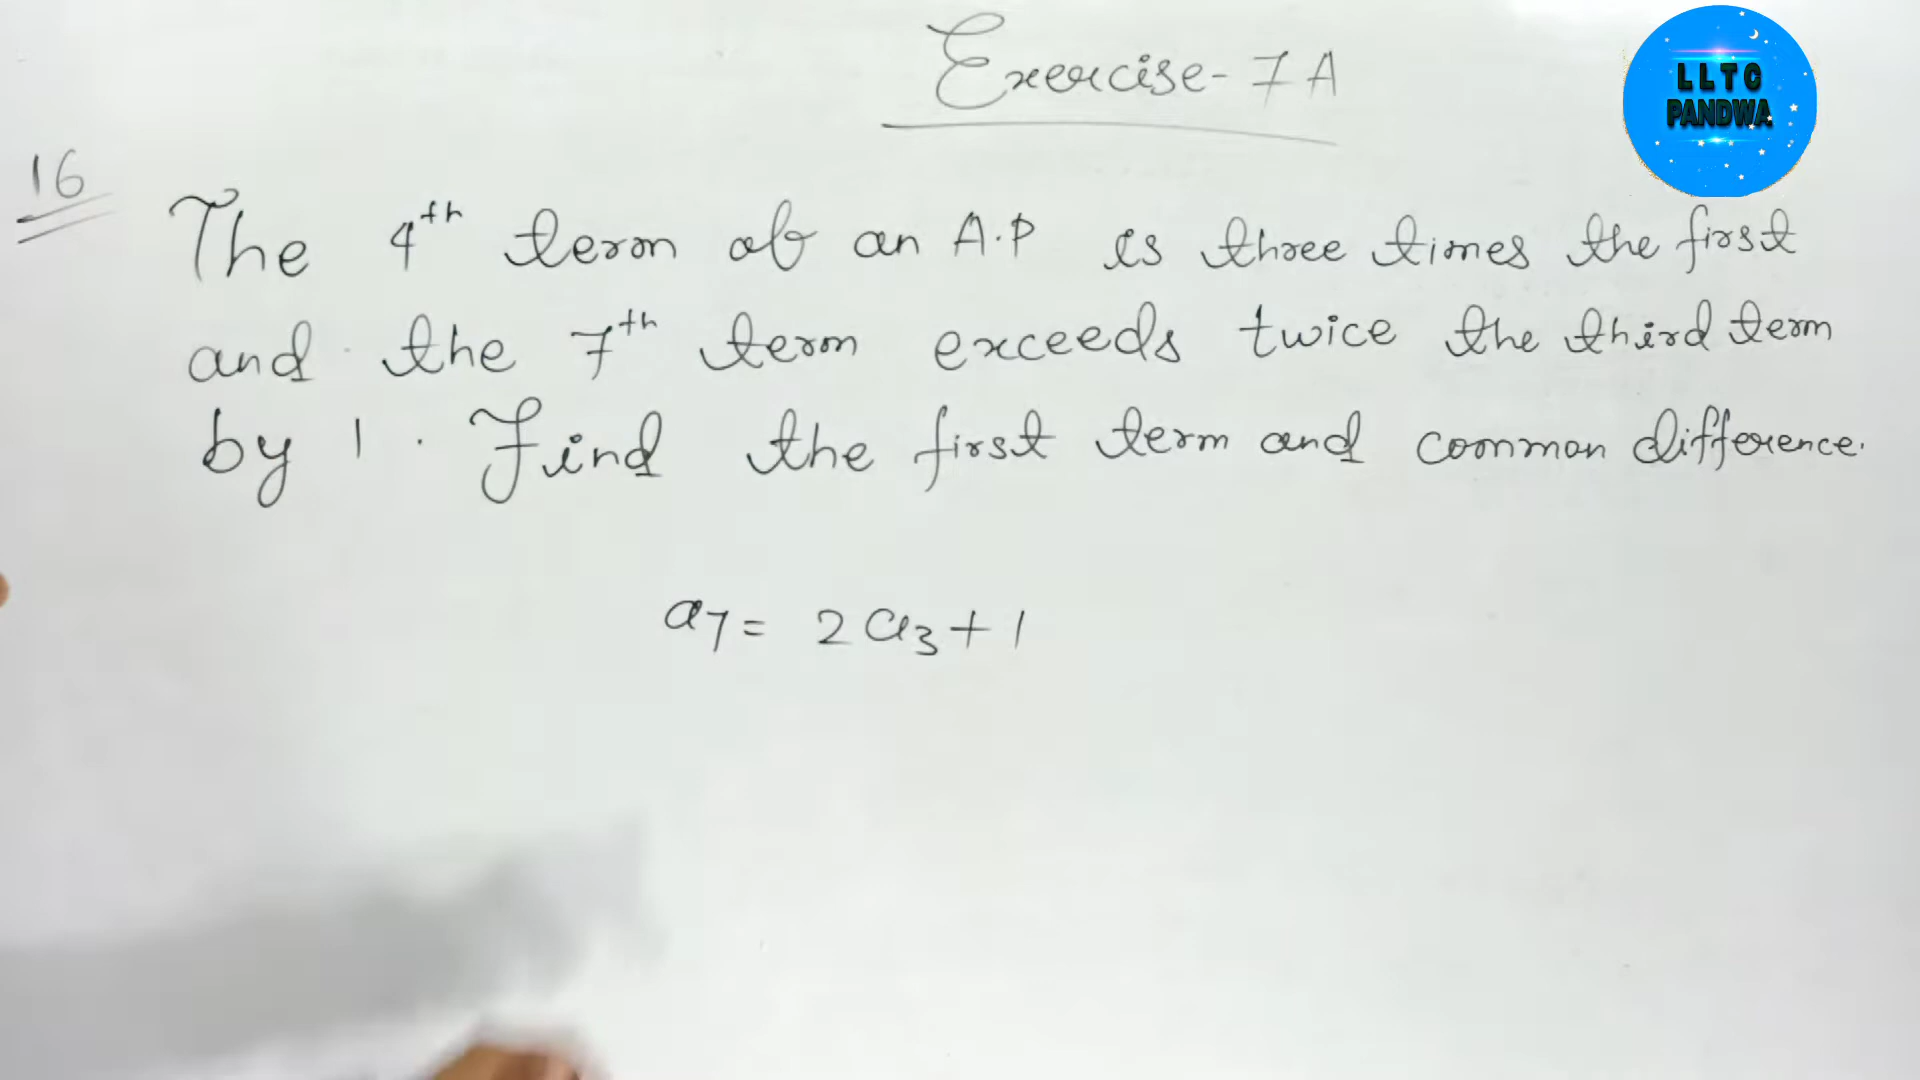 Exercise-7A
LLTC
PANDWA
16
The 4th term of an A.P is three times the first
and the 7th term exceeds twice the third term
by 1. Find the first term and common difference.
a7 = 2a3+1